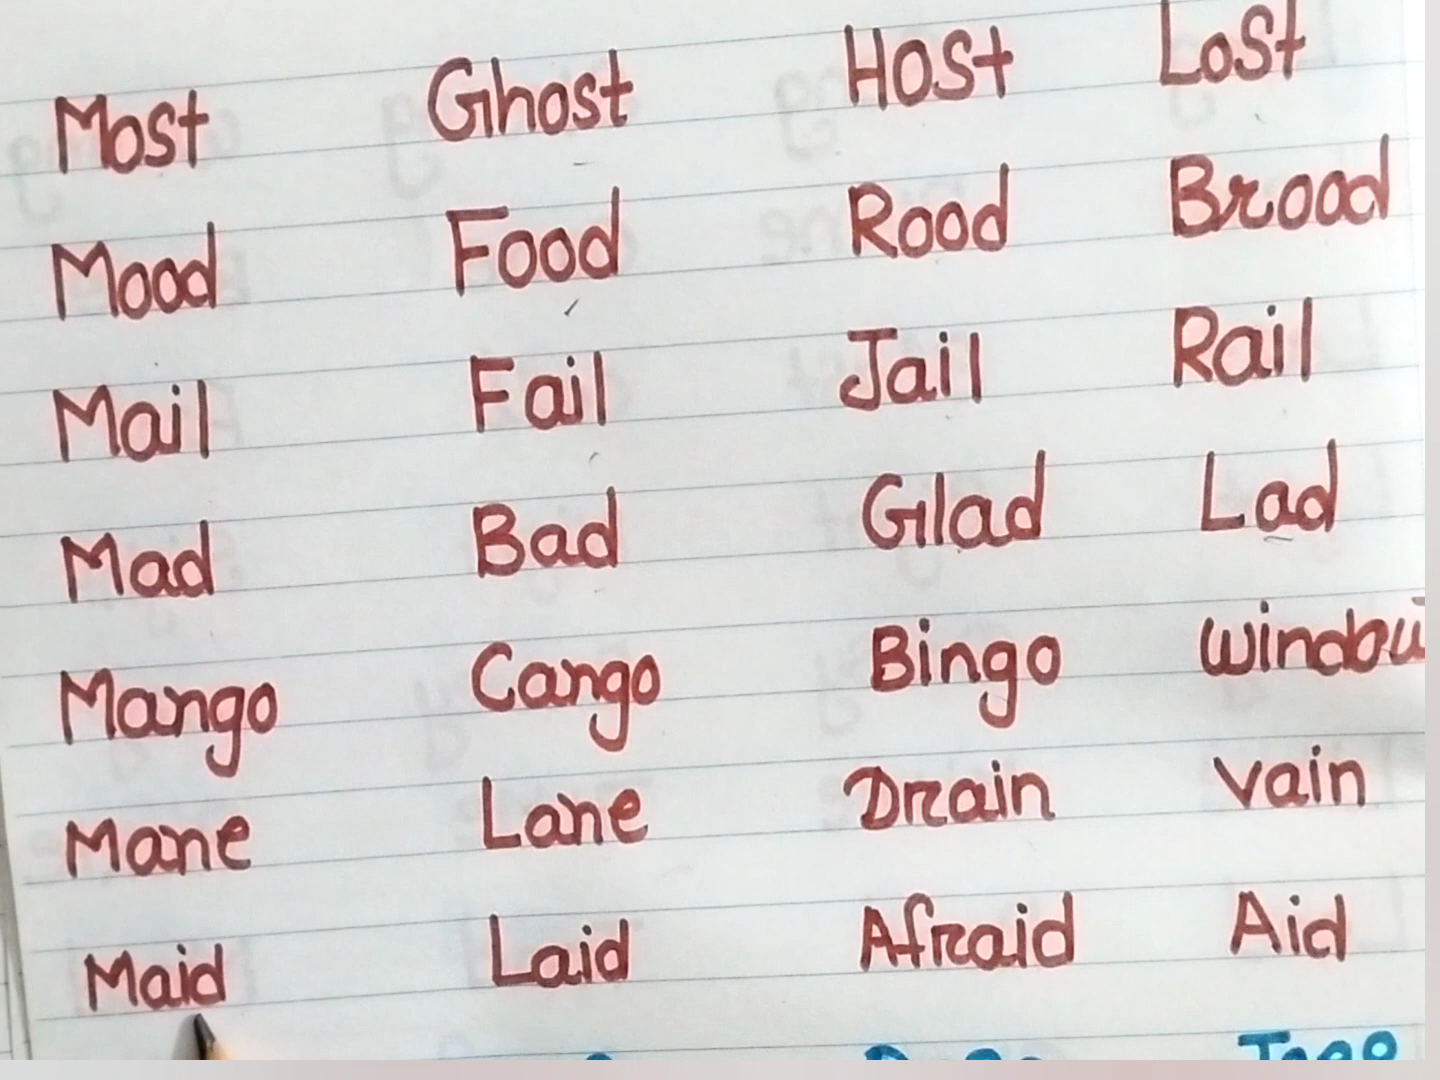 Most Ghost Host Lost
Mood Food Rood Brood
Mail Fail Jail Rail
Mad Bad Glad Lad
Mango Cango Bingo Window
Mane Lane Drain Vain
Maid Laid Afraid Aid